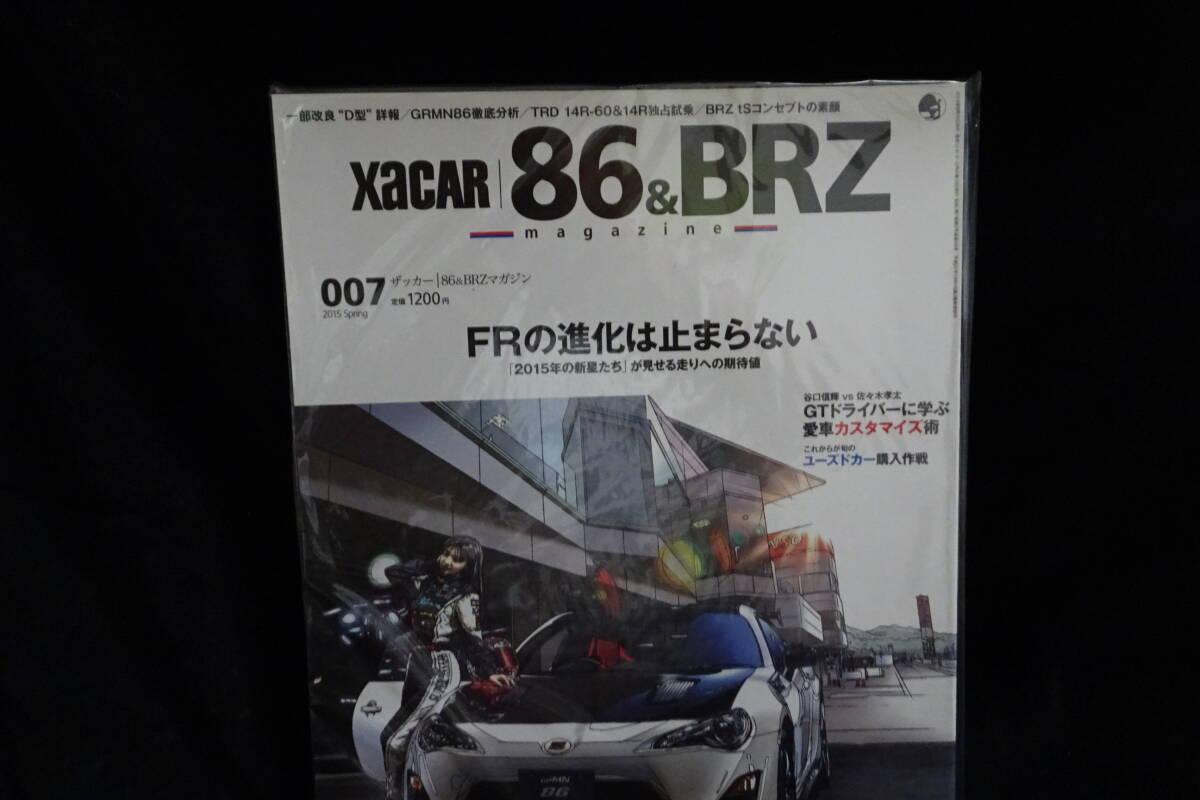 一部改良“D型”詳報／GRMN86徹底分析／TRD 14R-60&14R独占試乗／BRZ tSコンセプトの素顔
XaCAR 86&BRZ
magazine
007 ザッカー|86&BRZマガジン
2015 Spring 定価1200円
FRの進化は止まらない
「2015年の新星たち」が見せる走りへの期待値
谷口信輝 vs 佐々木孝太
GTドライバーに学ぶ
愛車カスタマイズ術
これからが旬の
ユーズドカー購入作戦
GRMN
86